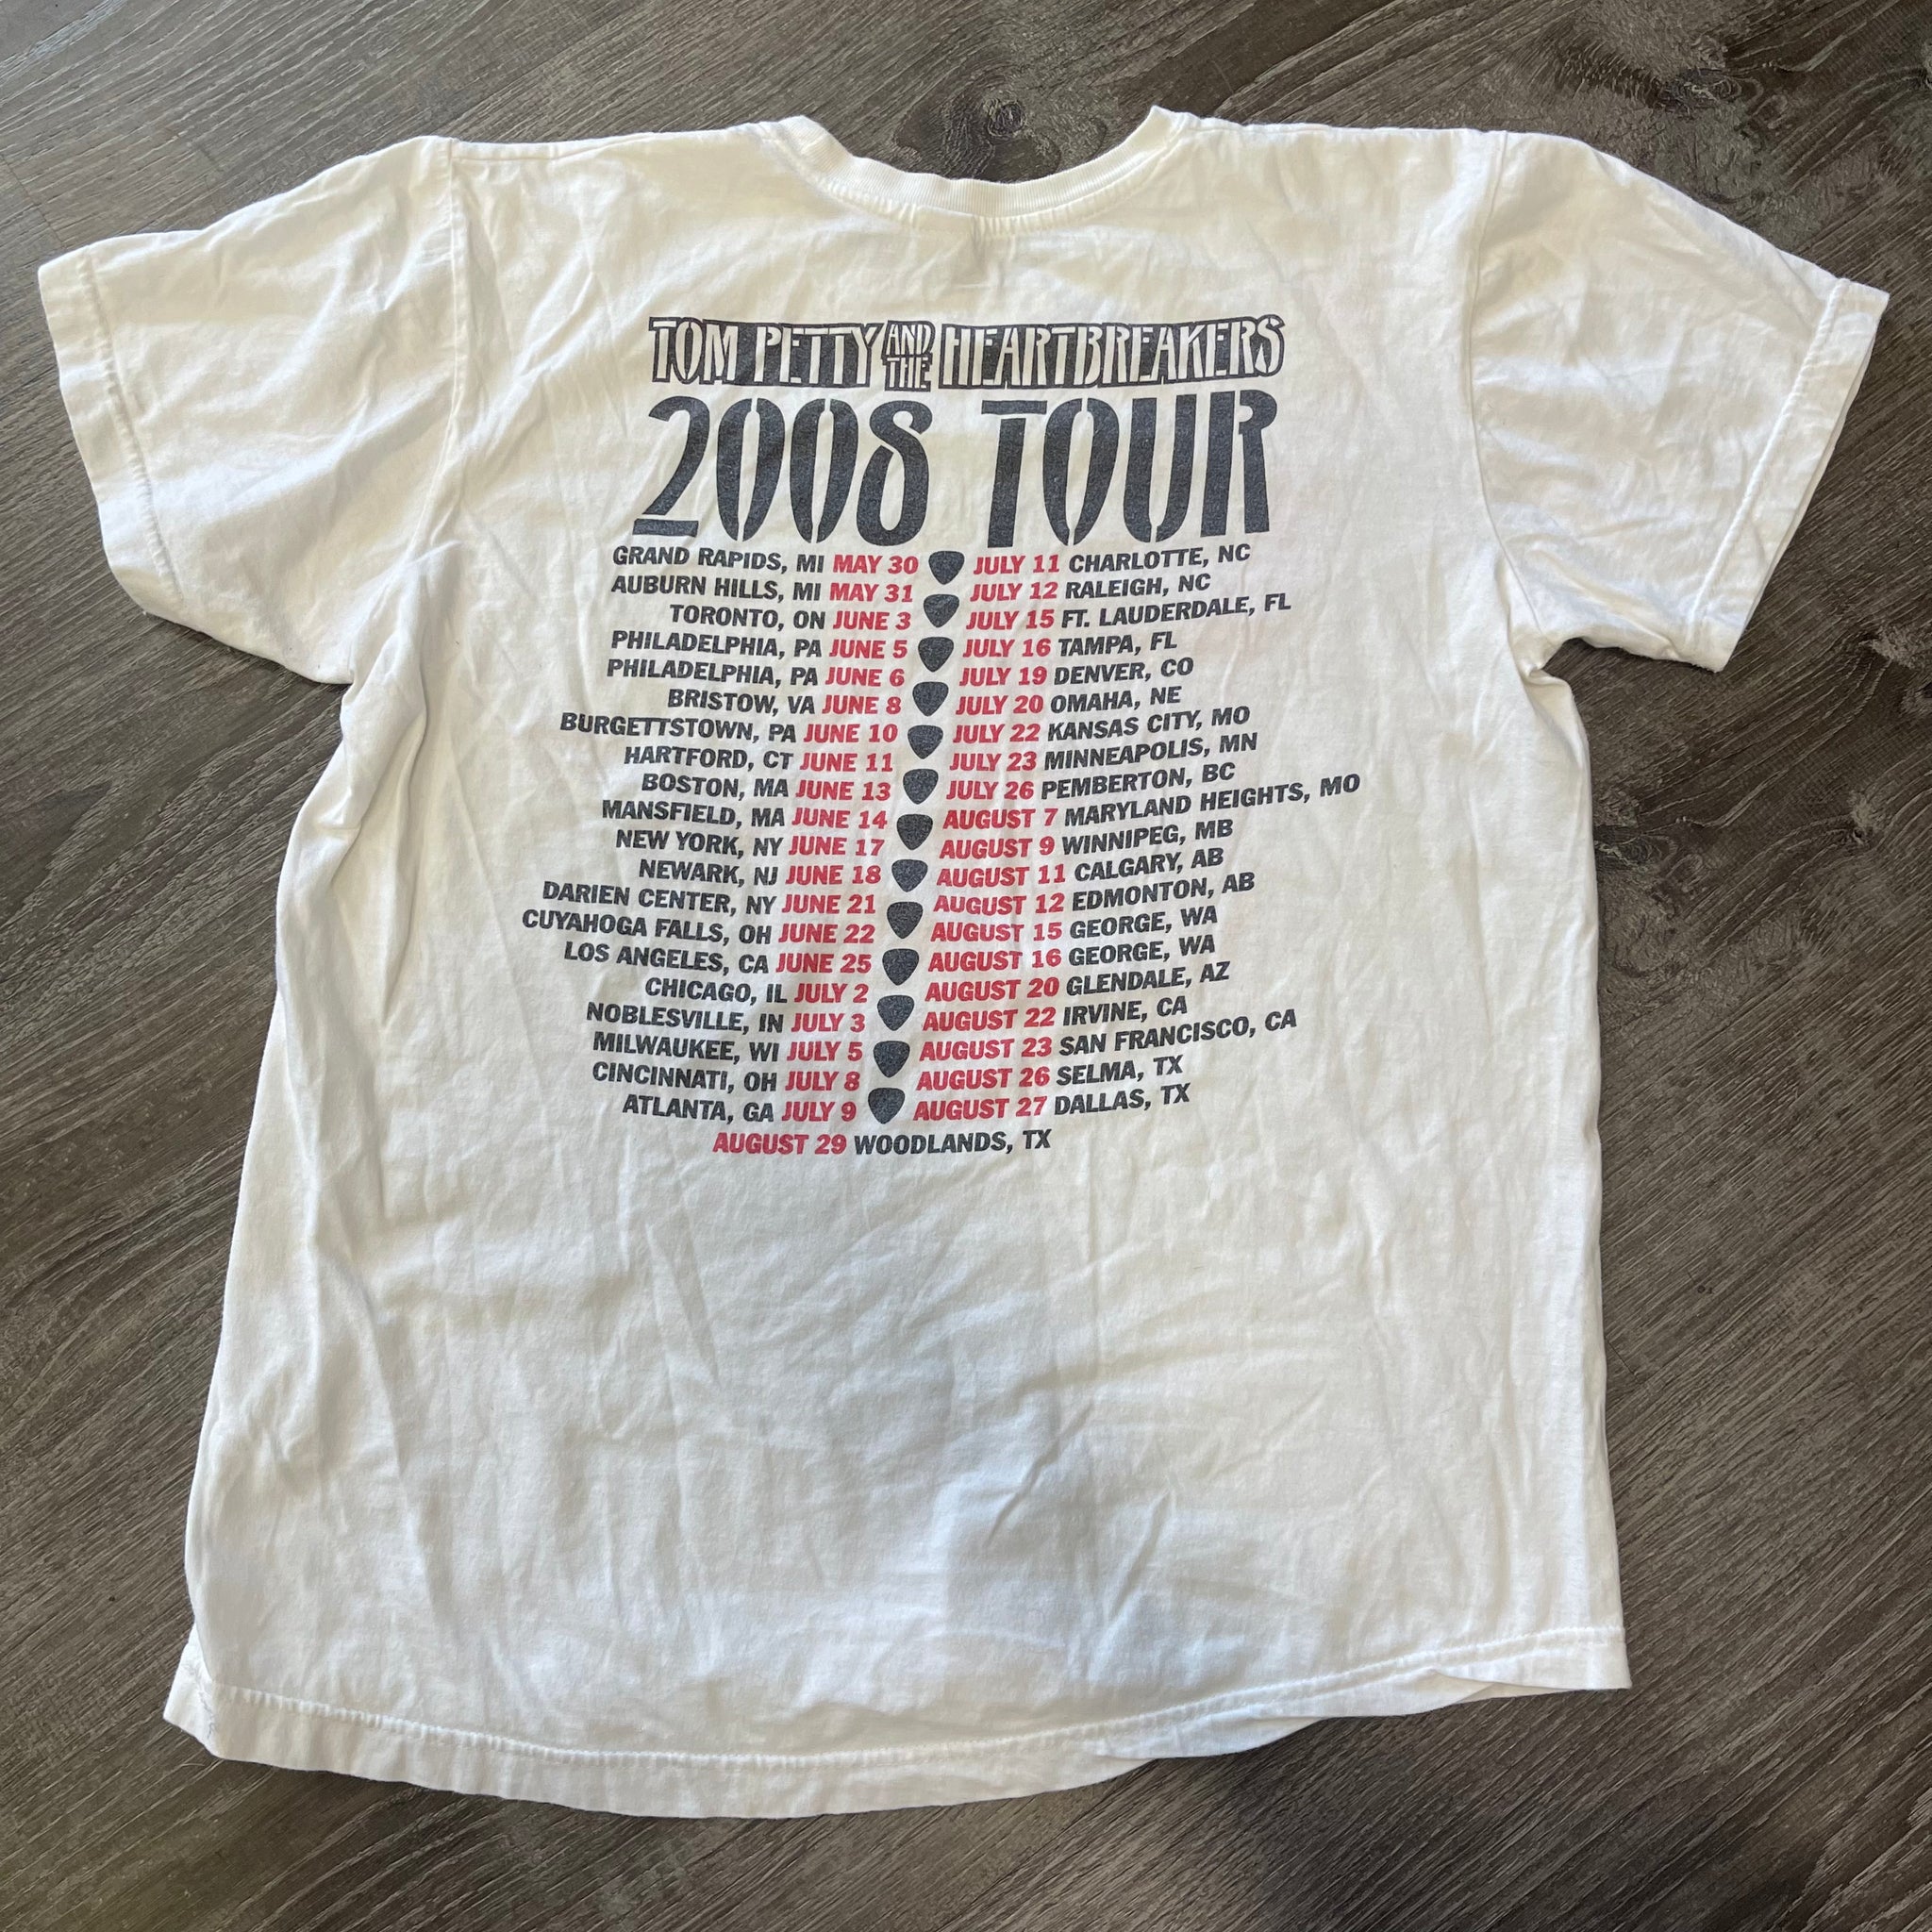 TOM PETTY AND THE HEARTBREAKERS
2008 TOUR
GRAND RAPIDS, MI MAY 30
AUBURN HILLS, MI MAY 31
TORONTO, ON JUNE 3
PHILADELPHIA, PA JUNE 5
PHILADELPHIA, PA JUNE 6
BRISTOW, VA JUNE 8
BURGETTSTOWN, PA JUNE 10
HARTFORD, CT JUNE 11
BOSTON, MA JUNE 13
MANSFIELD, MA JUNE 14
NEW YORK, NY JUNE 17
NEWARK, NJ JUNE 18
DARIEN CENTER, NY JUNE 21
CUYAHOGA FALLS, OH JUNE 22
LOS ANGELES, CA JUNE 25
CHICAGO, IL JULY 2
NOBLESVILLE, IN JULY 3
MILWAUKEE, WI JULY 5
CINCINNATI, OH JULY 8
ATLANTA, GA JULY 9
JULY 11 CHARLOTTE, NC
JULY 12 RALEIGH, NC
JULY 15 FT. LAUDERDALE, FL
JULY 16 TAMPA, FL
JULY 19 DENVER, CO
JULY 20 OMAHA, NE
JULY 22 KANSAS CITY, MO
JULY 23 MINNEAPOLIS, MN
JULY 26 PEMBERTON, BC
AUGUST 7 MARYLAND HEIGHTS, MO
AUGUST 9 WINNIPEG, MB
AUGUST 11 CALGARY, AB
AUGUST 12 EDMONTON, AB
AUGUST 15 GEORGE, WA
AUGUST 16 GEORGE, WA
AUGUST 20 GLENDALE, AZ
AUGUST 22 IRVINE, CA
AUGUST 23 SAN FRANCISCO, CA
AUGUST 26 SELMA, TX
AUGUST 27 DALLAS, TX
AUGUST 29 WOODLANDS, TX